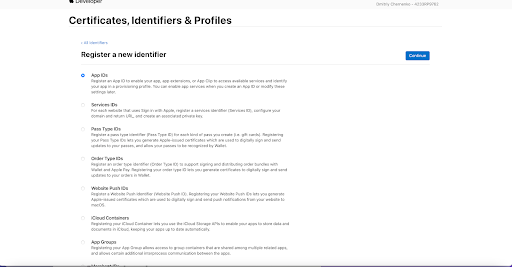 Developer
Certificates, Identifiers & Profiles
All Identifiers
Register a new identifier
Continue
App IDs
Register an App ID to enable your app, app extensions, or App Clip to access available services and identify
your app in a provisioning profile. You can enable app services when you create an App ID or modify these
settings later.
Services IDs
For each website that uses Sign in with Apple, register a services identifier (Services ID), configure your
domain and return URL, and create an associated private key.
Pass Type IDs
Register a pass type identifier (Pass Type ID) for each kind of pass you create (i.e. gift cards). Registering
your Pass Type IDs lets you generate Apple-issued certificates which are used to digitally sign and send
updates to your passes, and allow your passes to be recognized by Wallet.
Order Type IDs
Register an order type identifier (Order Type ID) to support signing and distributing order bundles with
Wallet and Apple Pay. Registering your order type ID lets you generate certificates to digitally sign and send
updates to your orders in Wallet.
Website Push IDs
Register a Website Push Identifier (Website Push ID). Registering your Website Push IDs lets you generate
Apple-issued certificates which are used to digitally sign and send push notifications from your website to
macOS.
iCloud Containers
Registering your iCloud Container lets you use the iCloud Storage APIs to enable your apps to store data and
documents in iCloud, keeping your apps up to date automatically.
App Groups
Registering your App Group allows access to group containers that are shared among multiple related apps,
and allows certain additional interprocess communication between the apps.